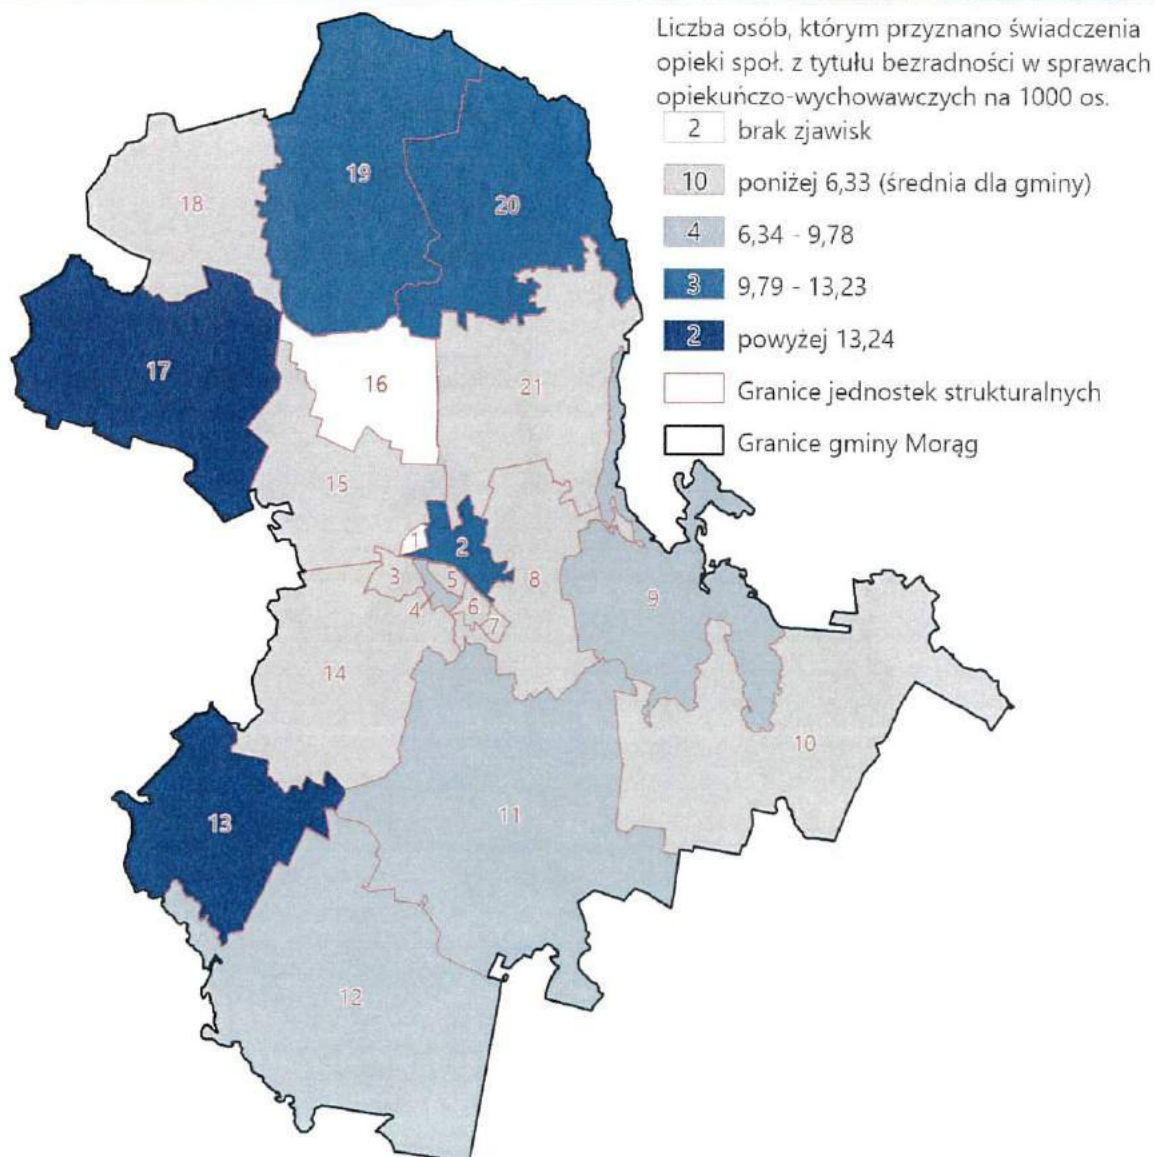 Liczba osób, którym przyznano świadczenia
opieki społ. z tytułu bezradności w sprawach
opiekuńczo-wychowawczych na 1000 os.
2 brak zjawisk
10 poniżej 6,33 (średnia dla gminy)
4 6,34 - 9,78
3 9,79 - 13,23
2 powyżej 13,24
Granice jednostek strukturalnych
Granice gminy Morąg
19
18
20
17
16
21
15
1
2
3
5
8
4
6
9
7
14
10
11
13
12